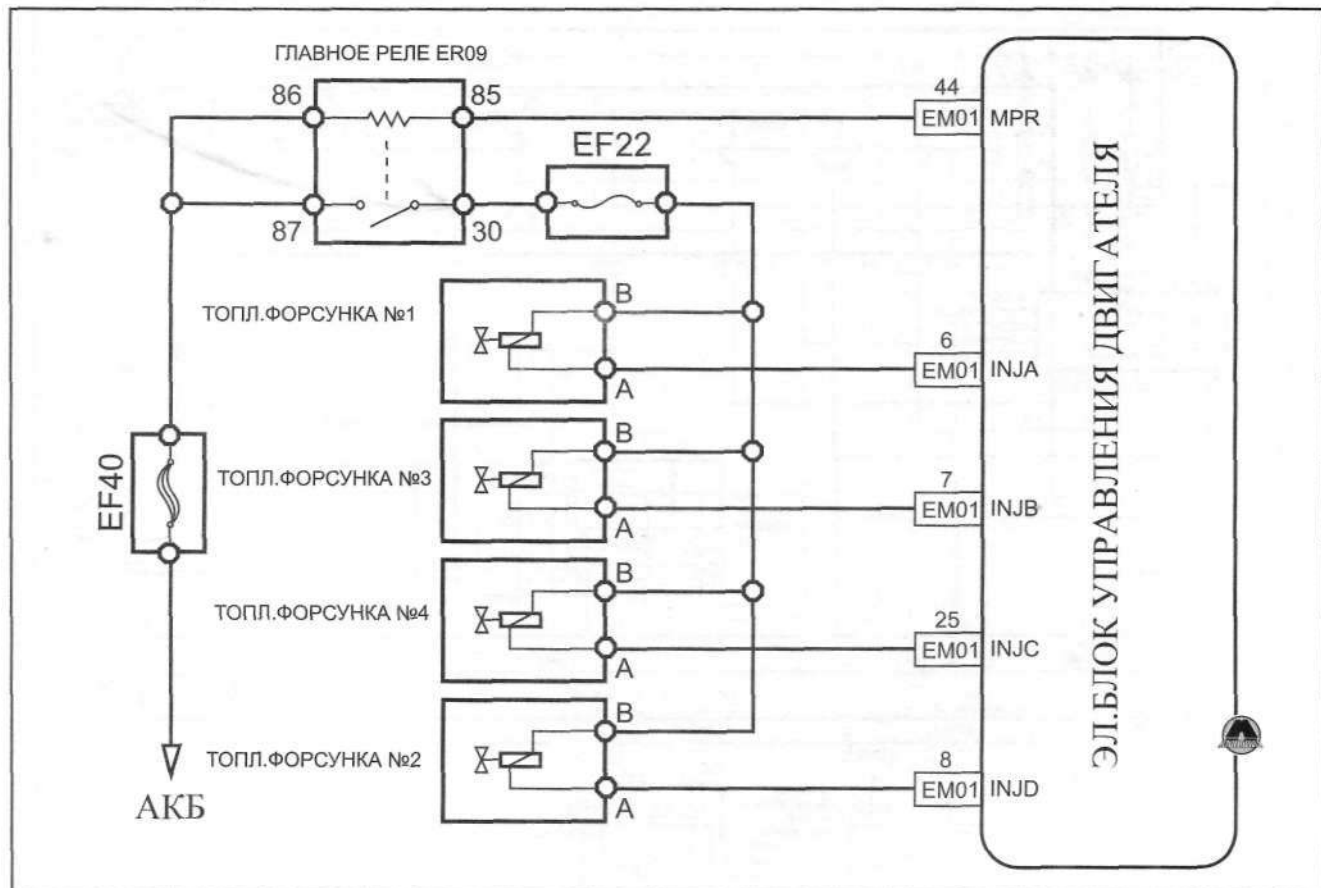 ГЛАВНОЕ РЕЛЕ ER09
86
85
87
30
EF22
44
EM01 MPR
ТОПЛ.ФОРСУНКА №1
B
A
6
EM01 INJA
ТОПЛ.ФОРСУНКА №3
B
A
7
EM01 INJB
ТОПЛ.ФОРСУНКА №4
B
A
25
EM01 INJC
ТОПЛ.ФОРСУНКА №2
B
A
8
EM01 INJD
EF40
АКБ
ЭЛ.БЛОК УПРАВЛЕНИЯ ДВИГАТЕЛЯ